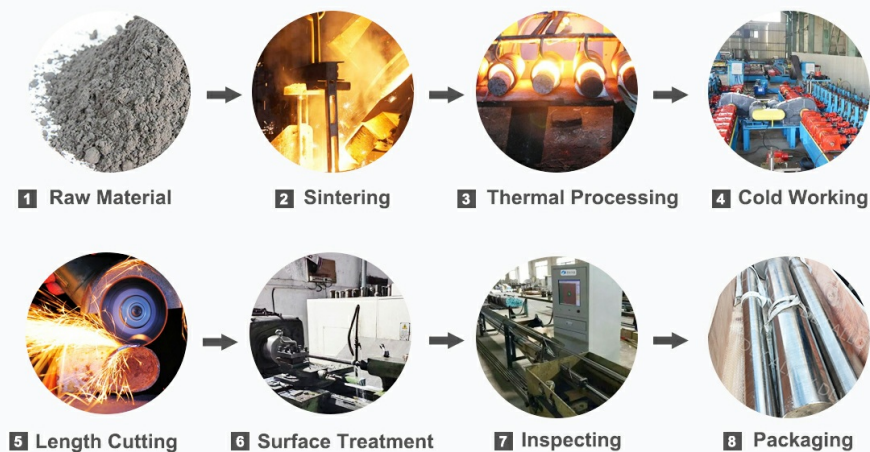 1 Raw Material
2 Sintering
3 Thermal Processing
4 Cold Working
5 Length Cutting
6 Surface Treatment
7 Inspecting
8 Packaging